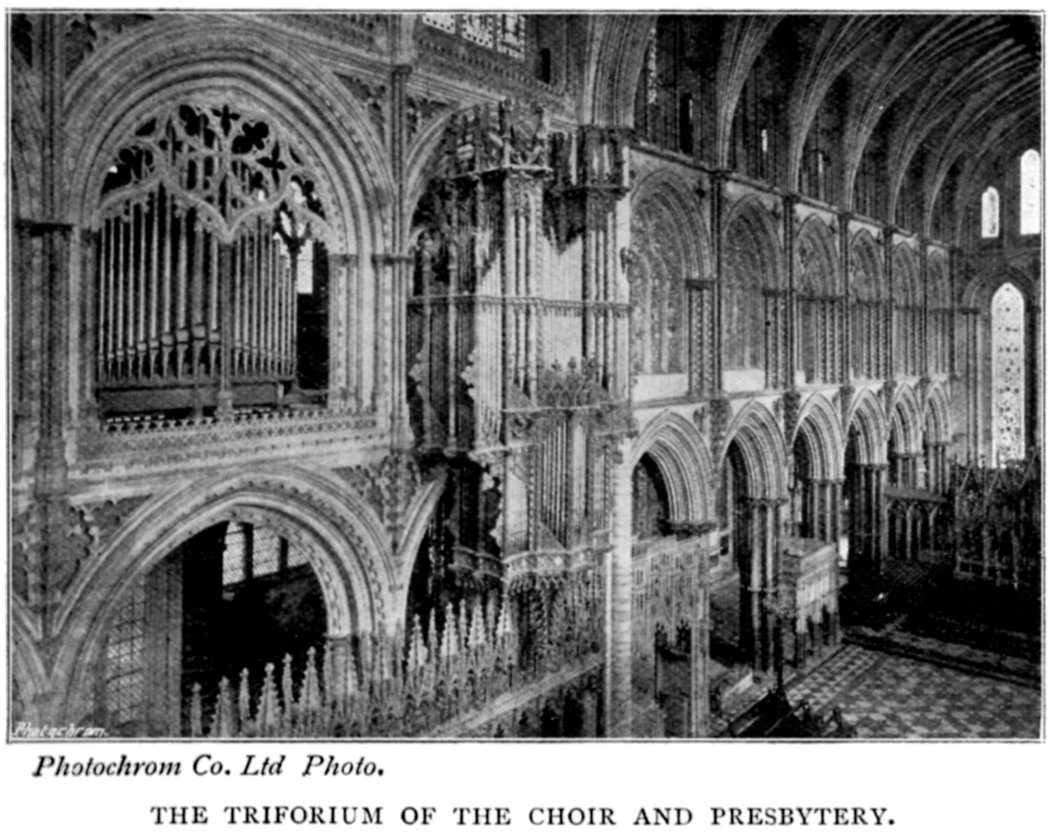 Photochrom.
Photochrom Co. Ltd Photo.
THE TRIFORIUM OF THE CHOIR AND PRESBYTERY.